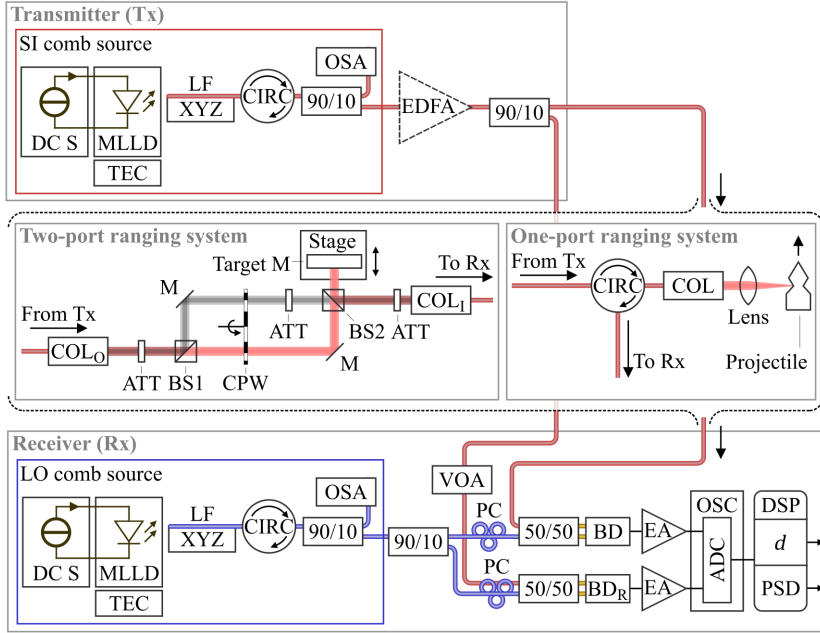 Transmitter (Tx)
SI comb source
OSA
LF
XYZ
CIRC
90/10
EDFA
90/10
DC S
MLLD
TEC
Two-port ranging system
Stage
Target M
To Rx
M
From Tx
COLO
ATT
BS1
CPW
ATT
BS2
ATT
COLI
M
One-port ranging system
From Tx
CIRC
COL
Lens
To Rx
Projectile
Receiver (Rx)
LO comb source
OSA
LF
XYZ
CIRC
90/10
90/10
DC S
MLLD
TEC
VOA
PC
50/50
BD
EA
PC
50/50
BDR
EA
OSC
ADC
DSP
d
PSD